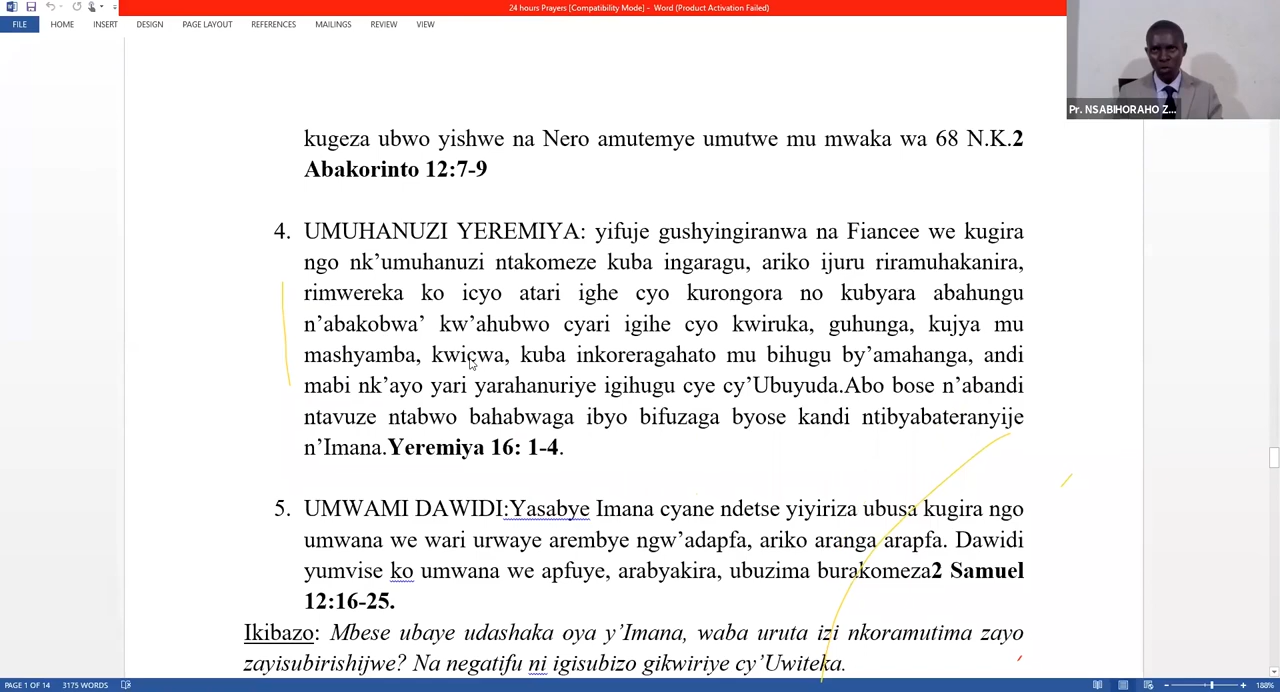 24 hours Prayers [Compatibility Mode] - Word (Product Activation Failed)
FILE HOME INSERT DESIGN PAGE LAYOUT REFERENCES MAILINGS REVIEW VIEW
Pr. NSABIHORAHO Z...
kugeza ubwo yishwe na Nero amutemye umutwe mu mwaka wa 68 N.K.2
Abakorinto 12:7-9
4. UMUHANUZI YEREMIYA: yifuje gushyingiranwa na Fiancee we kugira
ngo nk’umuhanuzi ntakomeze kuba ingaragu, ariko ijuru riramuhakanira,
rimwereka ko icyo atari ighe cyo kurongora no kubyara abahungu
n’abakobwa’ kw’ahubwo cyari igihe cyo kwiruka, guhunga, kujya mu
mashyamba, kwicwa, kuba inkoreragahato mu bihugu by’amahanga, andi
mabi nk’ayo yari yarahanuriye igihugu cye cy’Ubuyuda.Abo bose n’abandi
ntavuze ntabwo bahabwaga ibyo bifuzaga byose kandi ntibyabateranyije
n’Imana.Yeremiya 16: 1-4.
5. UMWAMI DAWIDI:Yasabye Imana cyane ndetse yiyiriza ubusa kugira ngo
umwana we wari urwaye arembye ngw’adapfa, ariko aranga arapfa. Dawidi
yumvise ko umwana we apfuye, arabyakira, ubuzima burakomeza2 Samuel
12:16-25.
Ikibazo: Mbese ubaye udashaka oya y’Imana, waba uruta izi nkoramutima zayo
zayisubirishijwe? Na negatifu ni igisubizo gikwiriye cy’Uwiteka.
PAGE 1 OF 14 3175 WORDS 188%